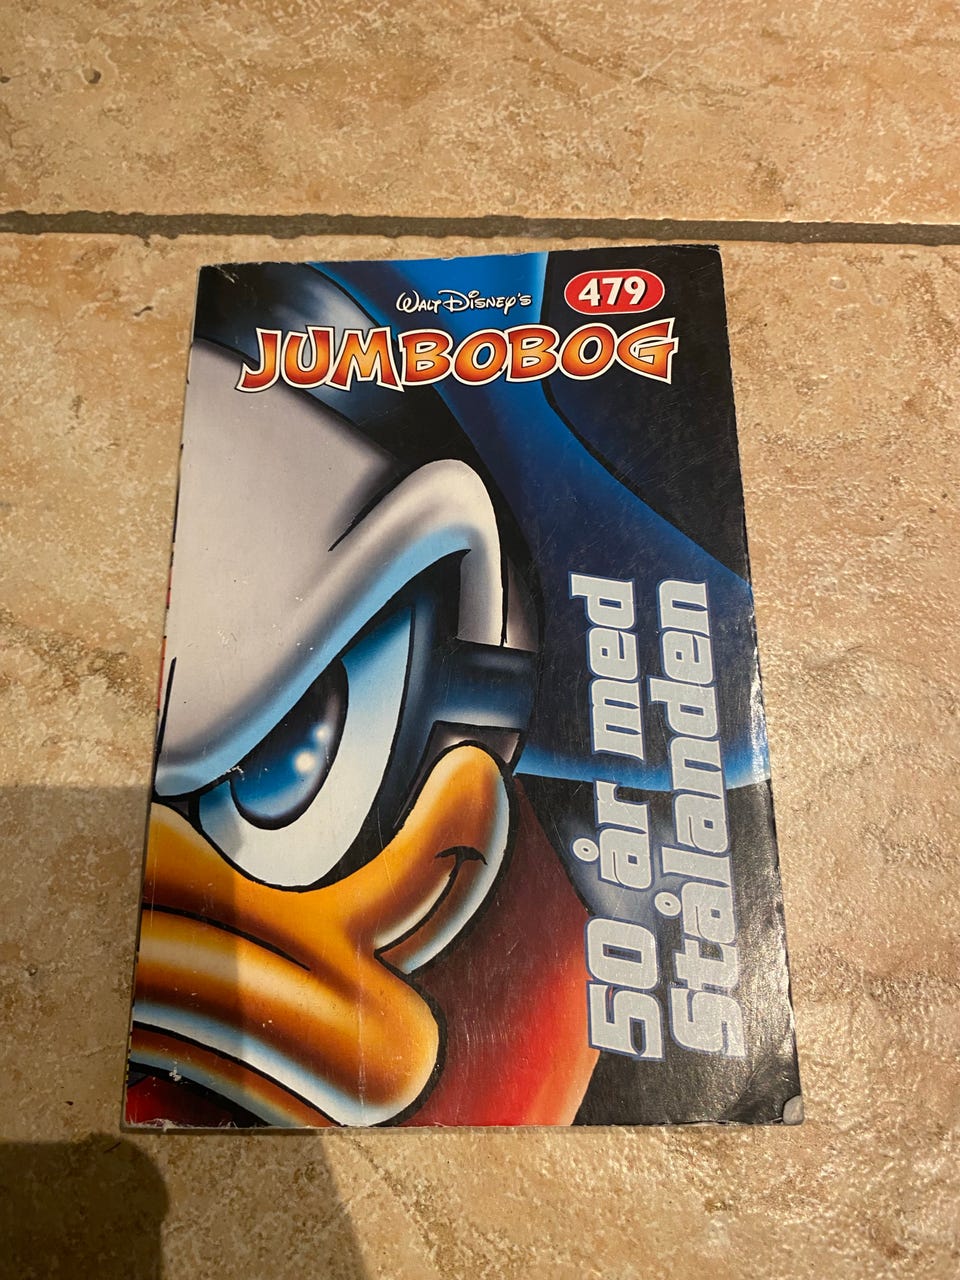 Walt Disney's
479
JUMBOBOG
50 år med
Stålanden